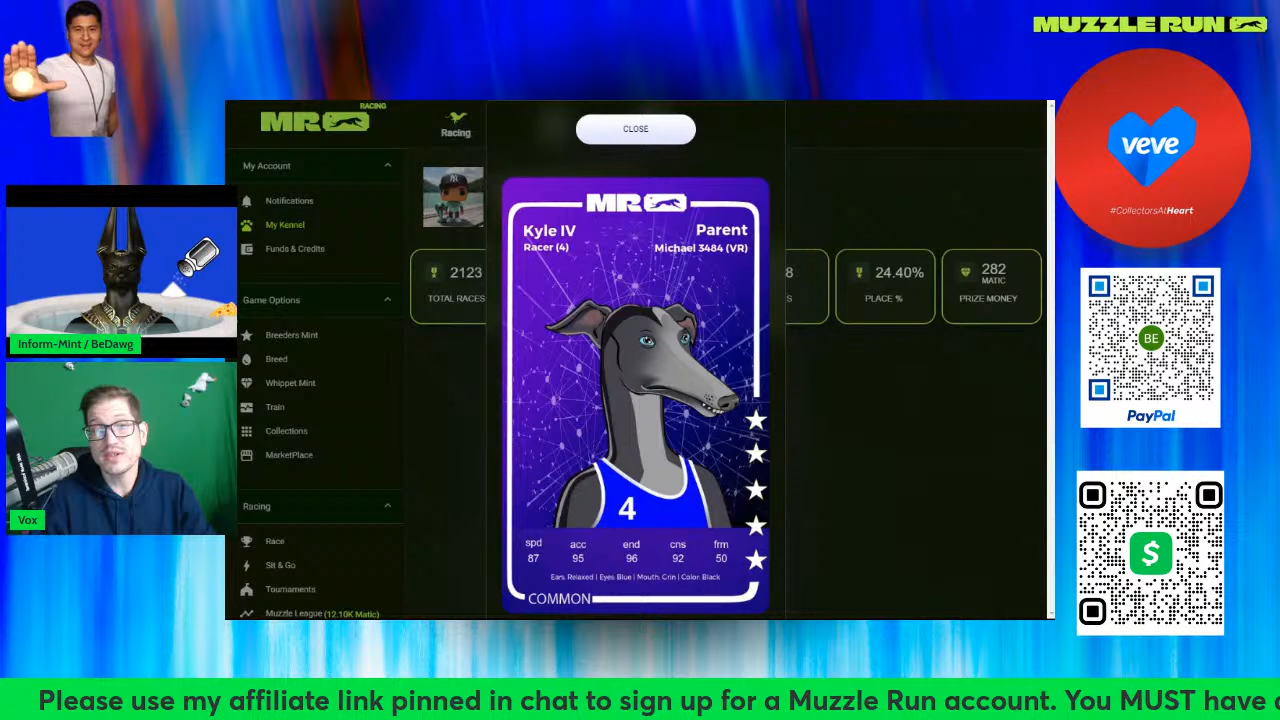 MUZZLE RUN
veve
#CollectorsAtHeart
BE
PayPal
$
RACING
MR
Racing
CLOSE
My Account
Notifications
My Kennel
Funds & Credits
Game Options
Breeders Mint
Breed
Whippet Mint
Train
Collections
MarketPlace
Racing
Race
Sit & Go
Tournaments
Muzzle League (12.10K Matic)
2123
TOTAL RACES
8
S
24.40%
PLACE %
282
MATIC
PRIZE MONEY
MR
Kyle IV
Parent
Racer (4)
Michael 3484 (VR)
4
spd acc end cns frm
87 95 96 92 50
Ears Relaxed | Eyes Blue | Mouth Grin | Color Black
COMMON
Inform-Mint / BeDawg
Vox
Please use my affiliate link pinned in chat to sign up for a Muzzle Run account. You MUST have